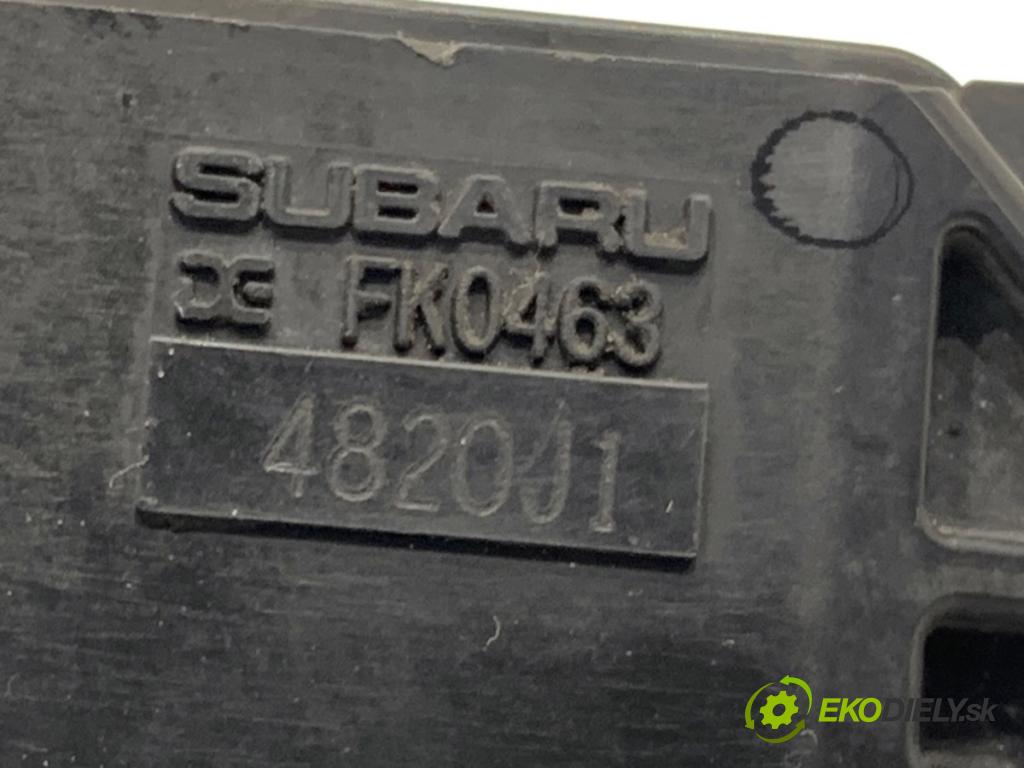 SUBARU
FK0463
4820J1
EKODIELY.sk